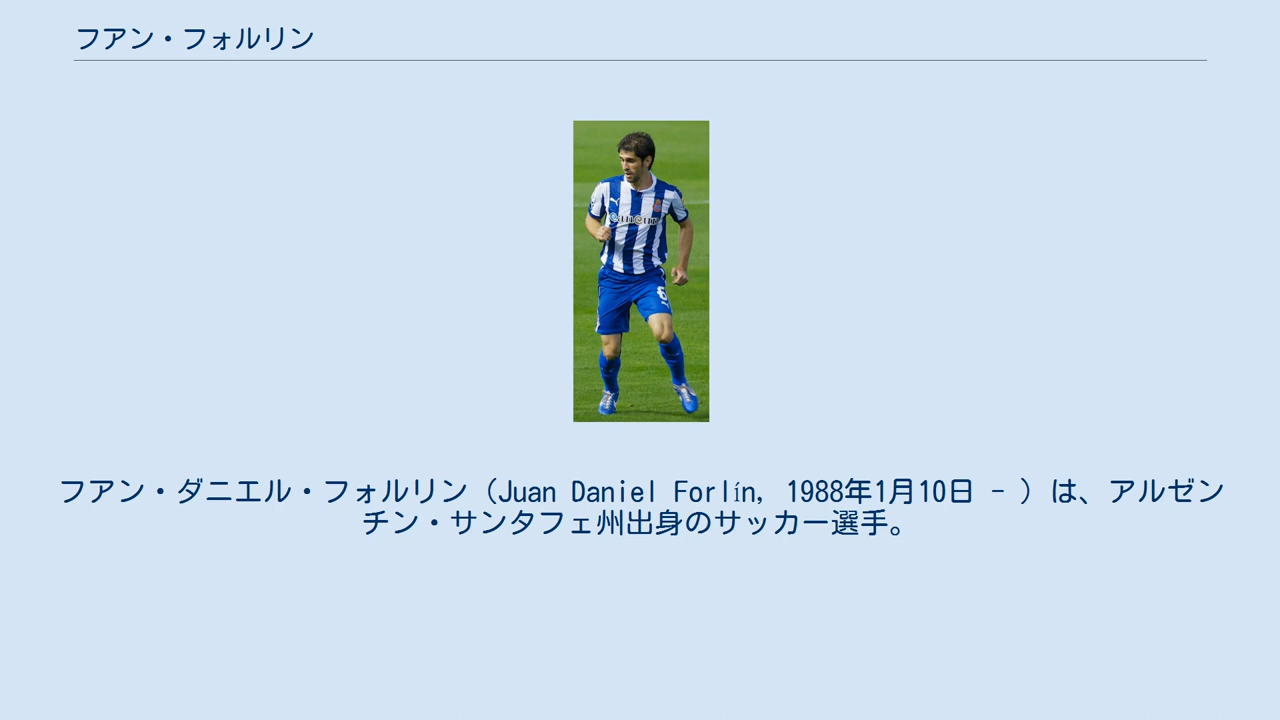 フアン・フォルリン
6
フアン・ダニエル・フォルリン（Juan Daniel Forlín, 1988年1月10日 - ）は、アルゼン
チン・サンタフェ州出身のサッカー選手。